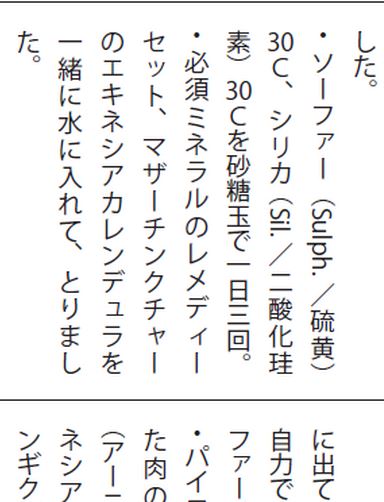 した。
・ソーファー（Sulph.／硫黄）
30C、シリカ（Sil.／二酸化珪
素）30Cを砂糖玉で一日三回。
・必須ミネラルのレメディー
セット、マザーチンクチャー
のエキネシアカレンデュラを
一緒に水に入れて、とりまし
た。
に出て
自力で
ファー
・パイロ
た肉の
（アーニ
ネシア
ンギク